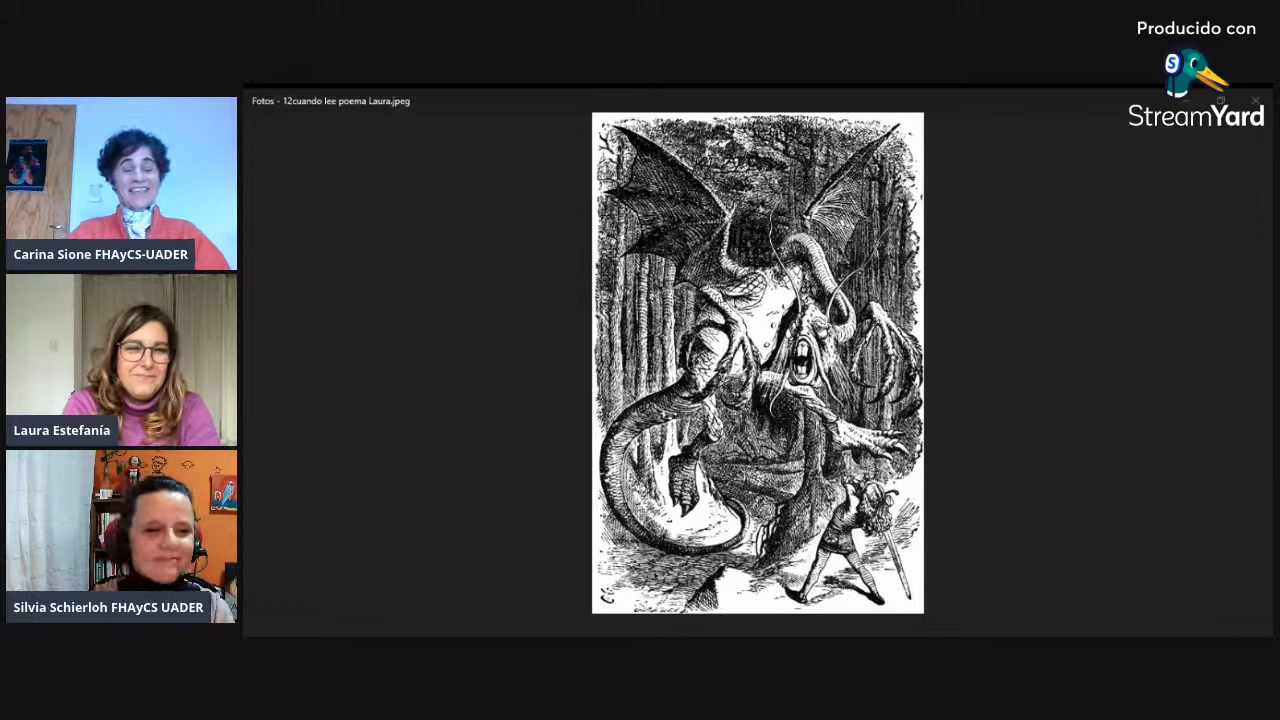 Producido con
StreamYard
Fotos - 12cuando lee poema Laura.jpeg
Carina Sione FHAyCS-UADER
Laura Estefanía
Silvia Schierloh FHAyCS UADER